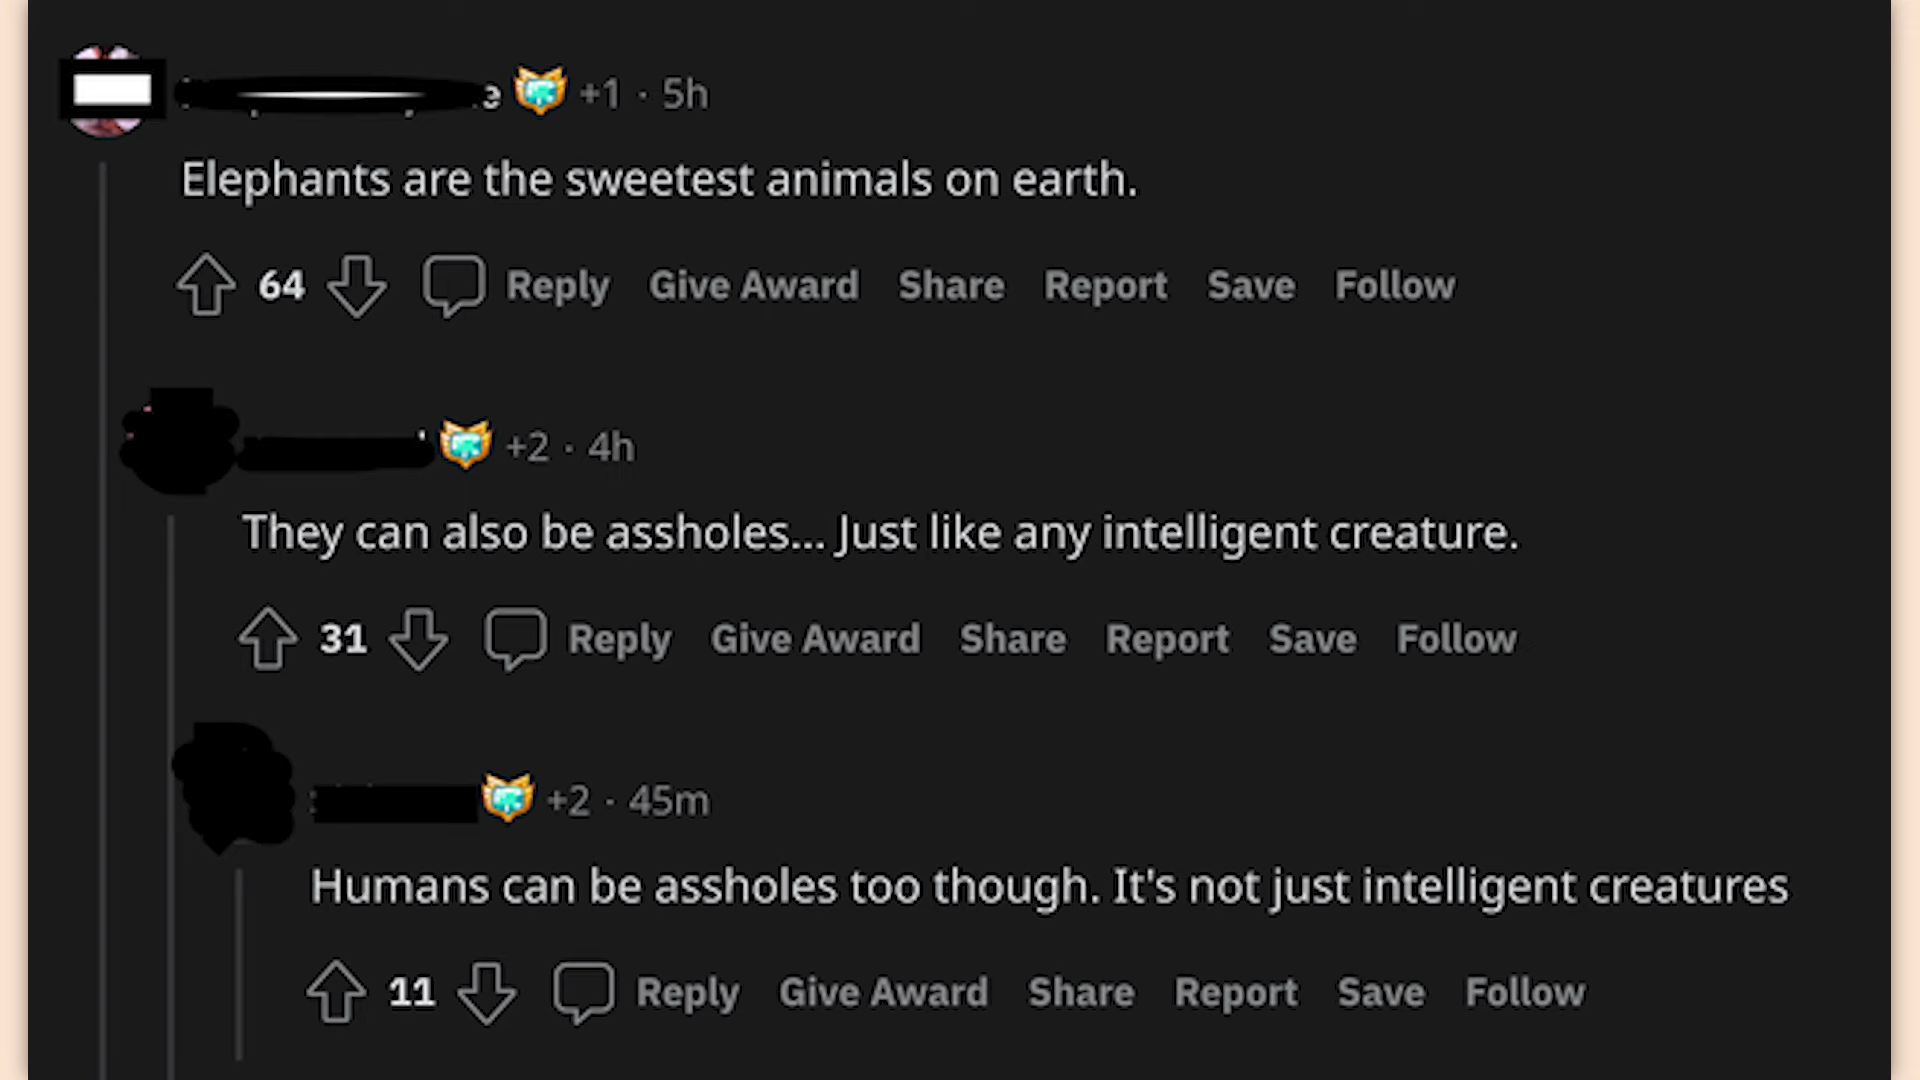 e +1 · 5h
Elephants are the sweetest animals on earth.
64 Reply Give Award Share Report Save Follow
+2 · 4h
They can also be assholes... Just like any intelligent creature.
31 Reply Give Award Share Report Save Follow
+2 · 45m
Humans can be assholes too though. It's not just intelligent creatures
11 Reply Give Award Share Report Save Follow